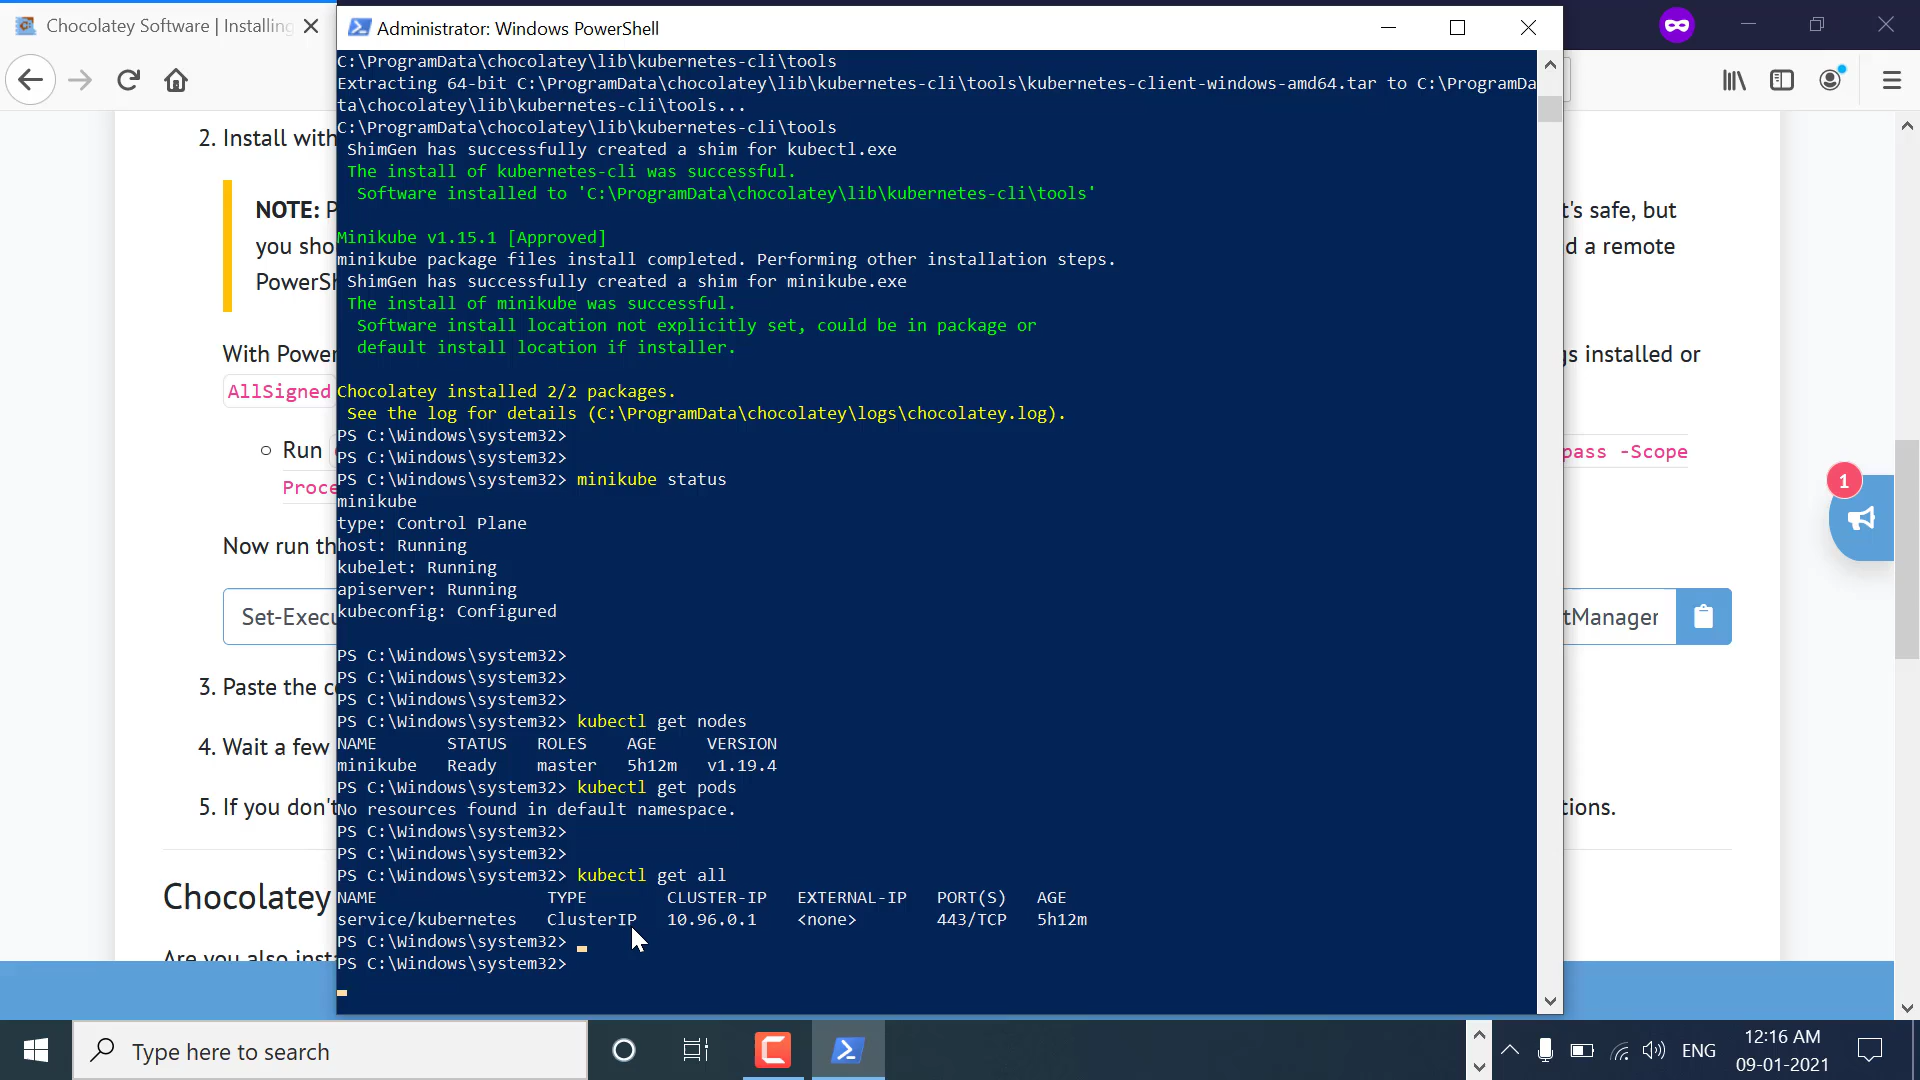 Chocolatey Software | Installing
Administrator: Windows PowerShell
2. Install with
NOTE: P
t's safe, but
you sho
d a remote
PowerSh
With Power
gs installed or
AllSigned
Run
pass -Scope
Proce
Now run th
Set-Execu
tManager
3. Paste the c
4. Wait a few
5. If you don't
tions.
Chocolatey
Are you also inst
1
C:\ProgramData\chocolatey\lib\kubernetes-cli\tools
Extracting 64-bit C:\ProgramData\chocolatey\lib\kubernetes-cli\tools\kubernetes-client-windows-amd64.tar to C:\ProgramDa
ta\chocolatey\lib\kubernetes-cli\tools...
C:\ProgramData\chocolatey\lib\kubernetes-cli\tools
ShimGen has successfully created a shim for kubectl.exe
The install of kubernetes-cli was successful.
Software installed to 'C:\ProgramData\chocolatey\lib\kubernetes-cli\tools'
Minikube v1.15.1 [Approved]
minikube package files install completed. Performing other installation steps.
ShimGen has successfully created a shim for minikube.exe
The install of minikube was successful.
Software install location not explicitly set, could be in package or
default install location if installer.
Chocolatey installed 2/2 packages.
See the log for details (C:\ProgramData\chocolatey\logs\chocolatey.log).
PS C:\Windows\system32>
PS C:\Windows\system32>
PS C:\Windows\system32> minikube status
minikube
type: Control Plane
host: Running
kubelet: Running
apiserver: Running
kubeconfig: Configured
PS C:\Windows\system32>
PS C:\Windows\system32>
PS C:\Windows\system32>
PS C:\Windows\system32> kubectl get nodes
NAME STATUS ROLES AGE VERSION
minikube Ready master 5h12m v1.19.4
PS C:\Windows\system32> kubectl get pods
No resources found in default namespace.
PS C:\Windows\system32>
PS C:\Windows\system32>
PS C:\Windows\system32> kubectl get all
NAME TYPE CLUSTER-IP EXTERNAL-IP PORT(S) AGE
service/kubernetes ClusterIP 10.96.0.1 <none> 443/TCP 5h12m
PS C:\Windows\system32>
PS C:\Windows\system32>
Type here to search
ENG
12:16 AM
09-01-2021